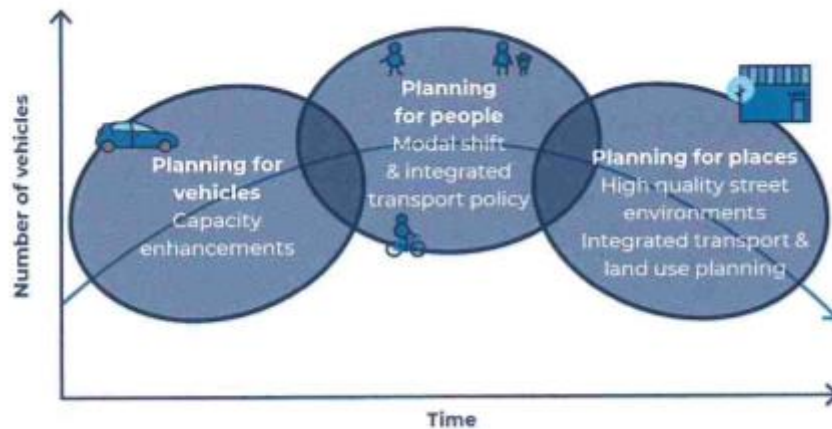 Number of vehicles
Planning for
vehicles
Capacity
enhancements
Planning
for people
Modal shift
& integrated
transport policy
Planning for places
High quality street
environments
Integrated transport &
land use planning
Time